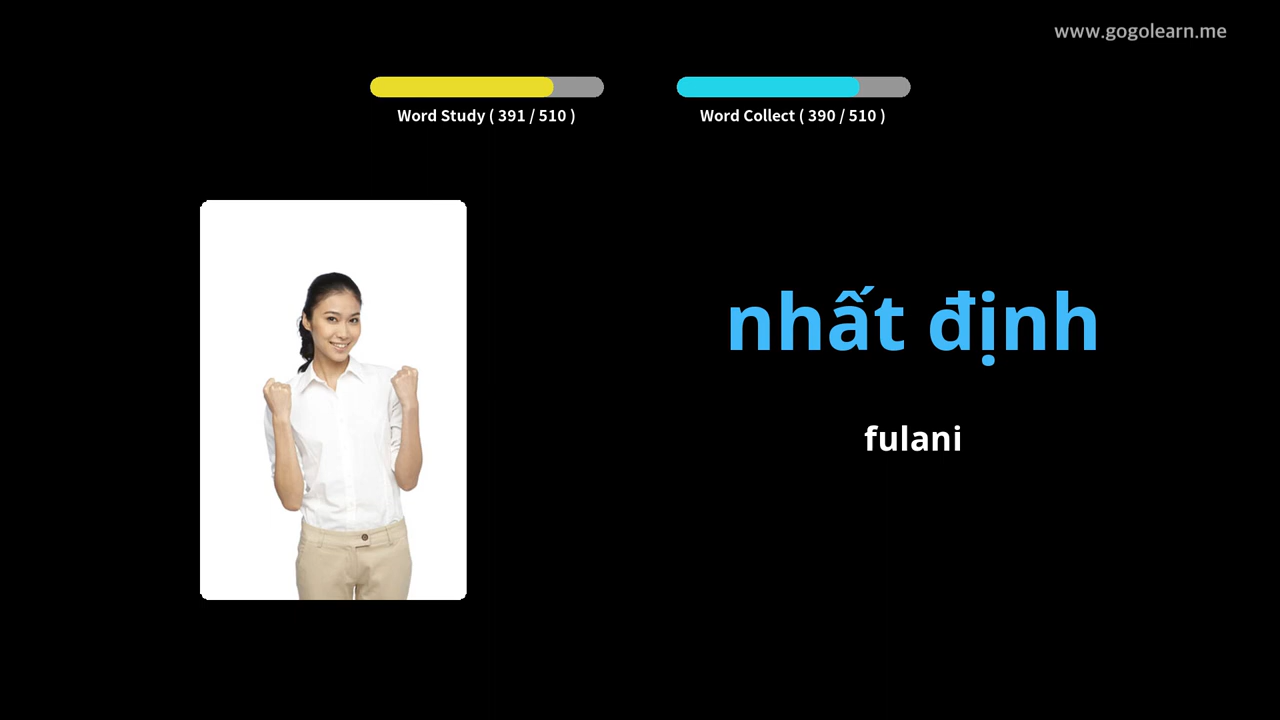 www.gogolearn.me
Word Study ( 391 / 510 )
Word Collect ( 390 / 510 )
nhất định
fulani